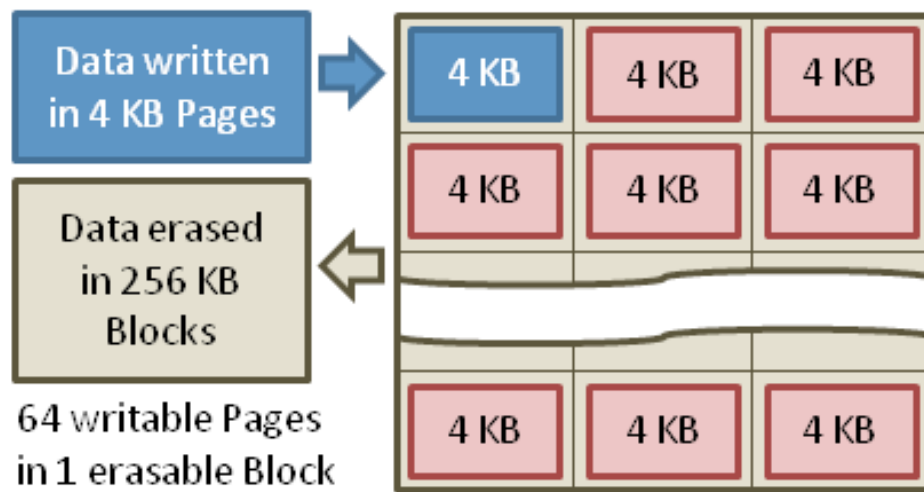 Data written
in 4 KB Pages
4 KB
4 KB
4 KB
4 KB
4 KB
4 KB
Data erased
in 256 KB
Blocks
64 writable Pages
in 1 erasable Block
4 KB
4 KB
4 KB